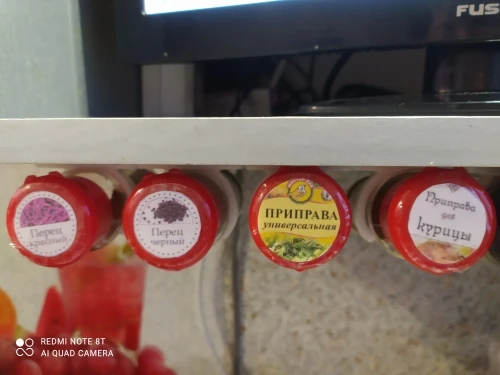 FUS
Перец
красный
Перец
черный
ПРИПРАВА
универсальная
Приправа
для
курицы
REDMI NOTE 8T
AI QUAD CAMERA